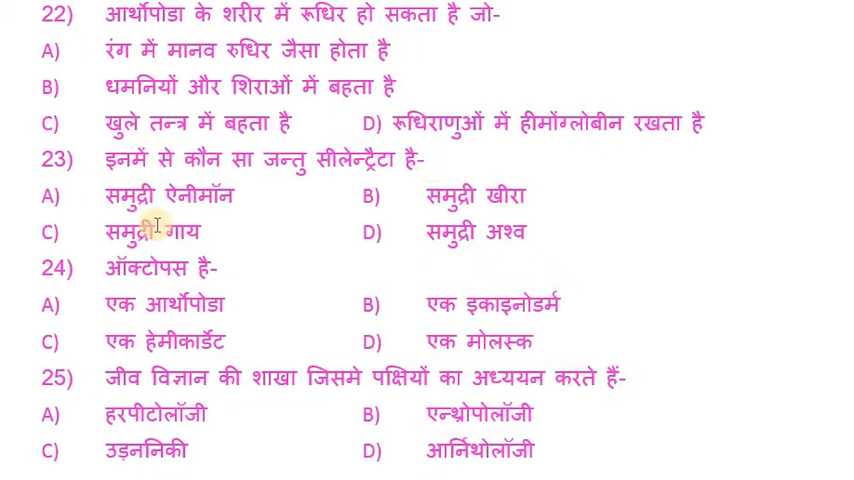 22) आर्थोपोडा के शरीर में रूधिर हो सकता है जो-
A) रंग में मानव रुधिर जैसा होता है
B) धमनियों और शिराओं में बहता है
C) खुले तन्त्र में बहता है D) रूधिराणुओं में हीमोंग्लोबीन रखता है
23) इनमें से कौन सा जन्तु सीलेन्ट्रैटा है-
A) समुद्री ऐनीमॉन B) समुद्री खीरा
C) समुद्री गाय D) समुद्री अश्व
24) ऑक्टोपस है-
A) एक आर्थोपोडा B) एक इकाइनोडर्म
C) एक हेमीकार्डेट D) एक मोलस्क
25) जीव विज्ञान की शाखा जिसमे पक्षियों का अध्ययन करते हैं-
A) हरपीटोलॉजी B) एन्थ्रोपोलॉजी
C) उड़ननिकी D) आर्निथोलॉजी